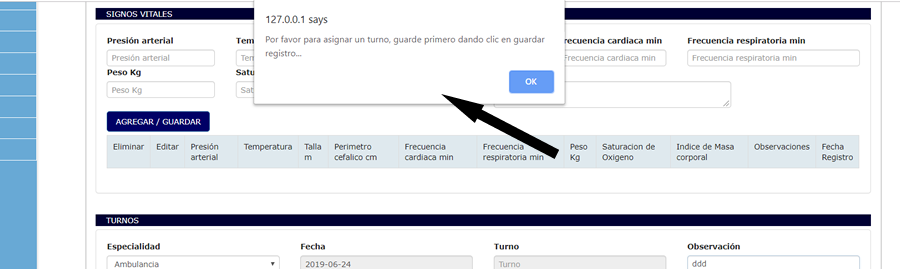 SIGNOS VITALES
127.0.0.1 says
Por favor para asignar un turno, guarde primero dando clic en guardar
registro...
OK
Presión arterial
Frecuencia respiratoria min
cardiaca min
Presión arterial
cardiaca min
Frecuencia respiratoria min
Peso Kg
Peso Kg
AGREGAR / GUARDAR
Eliminar Editar Presión arterial Temperatura Talla m Perimetro cefalico cm Frecuencia cardiaca min Frecuencia respiratoria min Peso Kg Saturacion de Oxigeno Indice de Masa corporal Observaciones Fecha Registro
TURNOS
Especialidad Fecha Turno Observación
Ambulancia 2019-06-24 Turno ddd